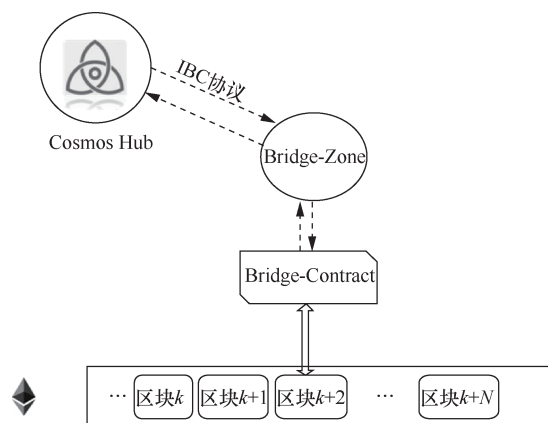 IBC协议
Cosmos Hub
Bridge-Zone
Bridge-Contract
… 区块k 区块k+1 区块k+2 … 区块k+N